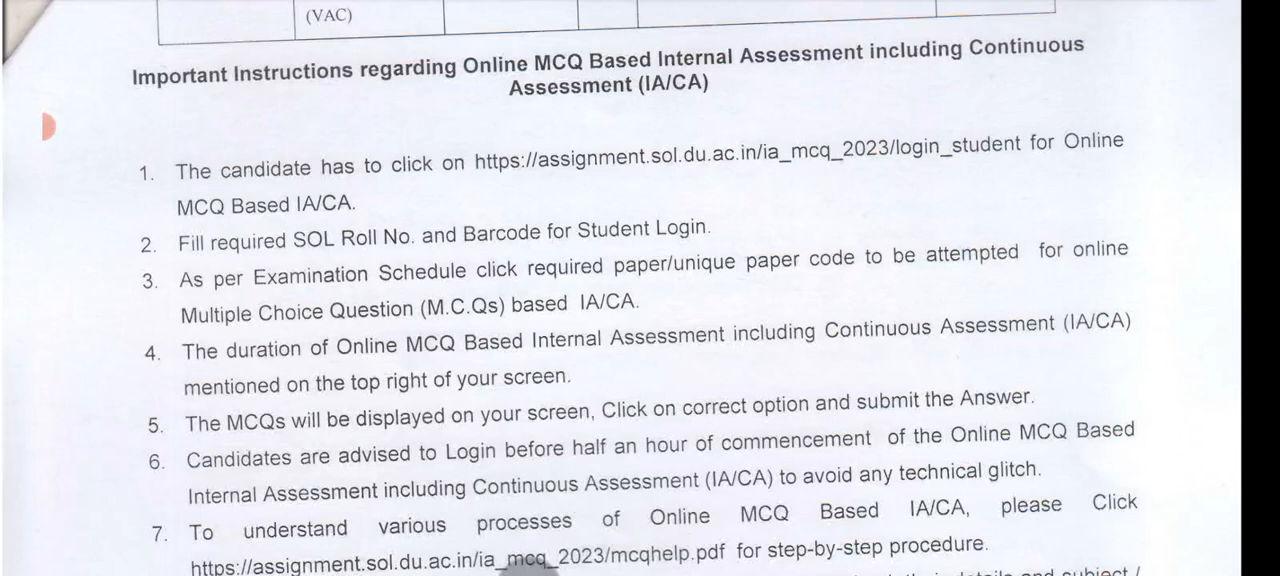 (VAC)
Important Instructions regarding Online MCQ Based Internal Assessment including Continuous
Assessment (IA/CA)
1. The candidate has to click on https://assignment.sol.du.ac.in/ia_mcq_2023/login_student for Online
MCQ Based IA/CA.
2. Fill required SOL Roll No. and Barcode for Student Login.
3. As per Examination Schedule click required paper/unique paper code to be attempted for online
Multiple Choice Question (M.C.Qs) based IA/CA.
4. The duration of Online MCQ Based Internal Assessment including Continuous Assessment (IA/CA)
mentioned on the top right of your screen.
5. The MCQs will be displayed on your screen, Click on correct option and submit the Answer.
6. Candidates are advised to Login before half an hour of commencement of the Online MCQ Based
Internal Assessment including Continuous Assessment (IA/CA) to avoid any technical glitch.
7. To understand various processes of Online MCQ Based IA/CA, please Click
https://assignment.sol.du.ac.in/ia_mcq_2023/mcqhelp.pdf for step-by-step procedure.
and subject /